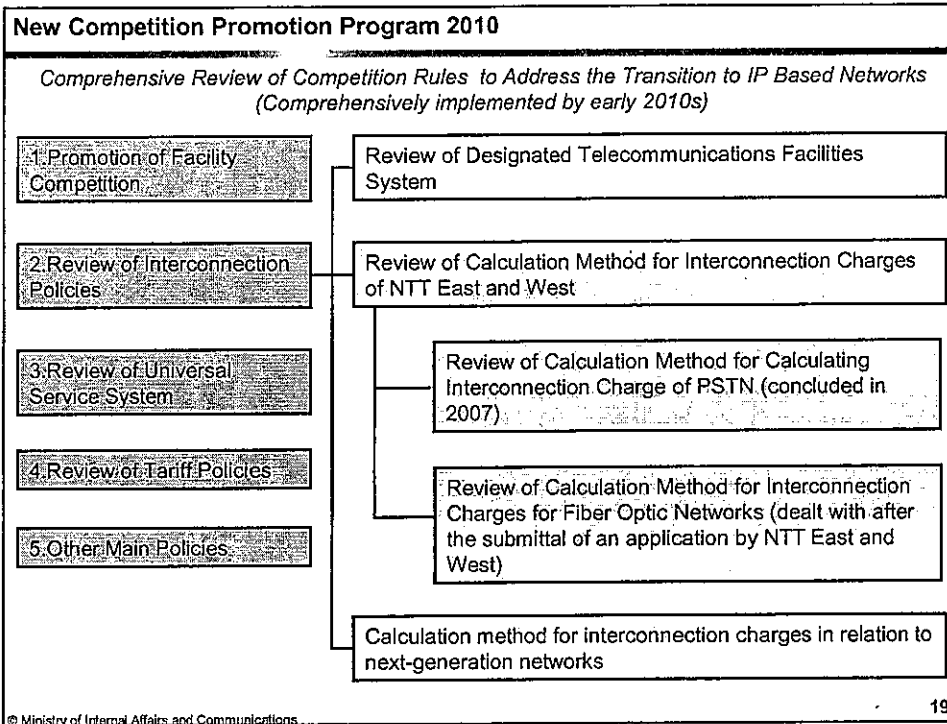 New Competition Promotion Program 2010
Comprehensive Review of Competition Rules to Address the Transition to IP Based Networks
(Comprehensively implemented by early 2010s)
1.Promotion of Facility
Competition
2.Review of Interconnection
Policies
3.Review of Universal
Service System
4.Review of Tariff Policies
5.Other Main Policies
Review of Designated Telecommunications Facilities
System
Review of Calculation Method for Interconnection Charges
of NTT East and West
Review of Calculation Method for Calculating
Interconnection Charge of PSTN (concluded in
2007)
Review of Calculation Method for Interconnection
Charges for Fiber Optic Networks (dealt with after
the submittal of an application by NTT East and
West)
Calculation method for interconnection charges in relation to
next-generation networks
© Ministry of Internal Affairs and Communications
19